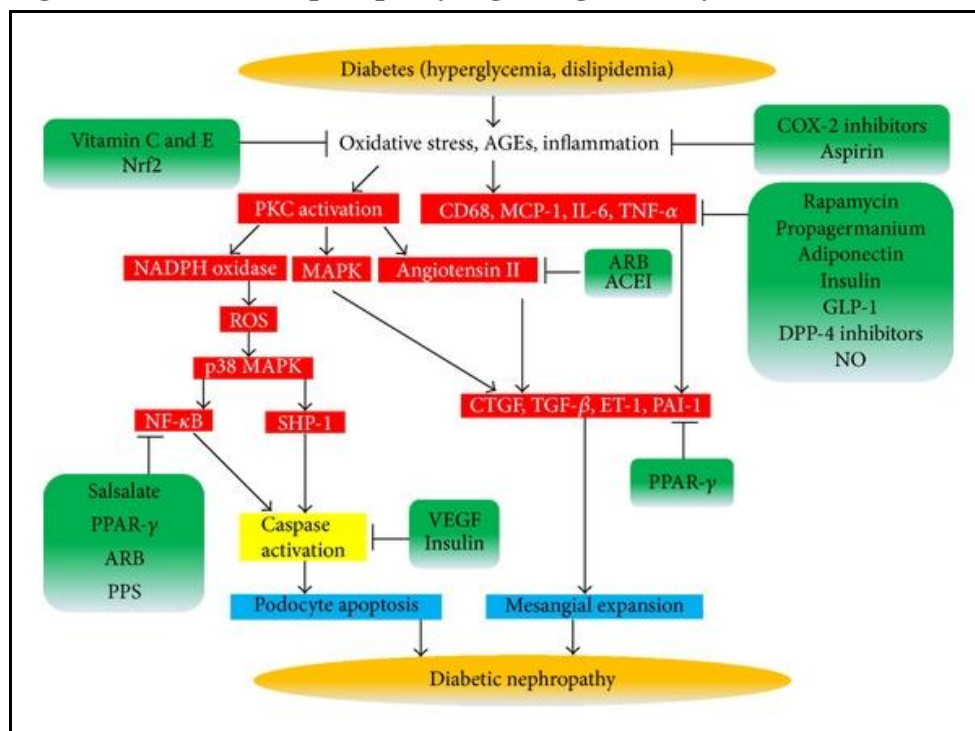 Diabetes (hyperglycemia, dislipidemia)
Vitamin C and E
Nrf2
Oxidative stress, AGEs, inflammation
COX-2 inhibitors
Aspirin
PKC activation
CD68, MCP-1, IL-6, TNF-α
Rapamycin
Propagermanium
Adiponectin
Insulin
GLP-1
DPP-4 inhibitors
NO
NADPH oxidase
MAPK
Angiotensin II
ARB
ACEI
ROS
p38 MAPK
NF-κB
SHP-1
CTGF, TGF-β, ET-1, PAI-1
Salsalate
PPAR-γ
ARB
PPS
Caspase
activation
VEGF
Insulin
PPAR-γ
Podocyte apoptosis
Mesangial expansion
Diabetic nephropathy